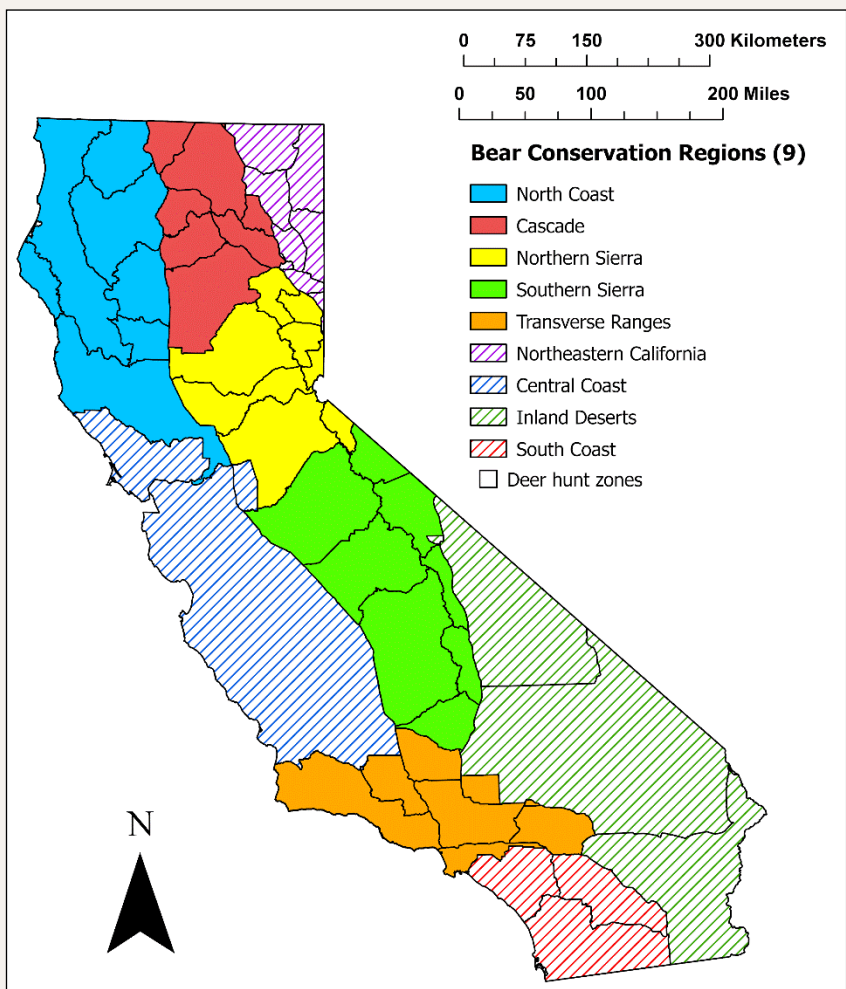 0 75 150 300 Kilometers
0 50 100 200 Miles
Bear Conservation Regions (9)
North Coast
Cascade
Northern Sierra
Southern Sierra
Transverse Ranges
Northeastern California
Central Coast
Inland Deserts
South Coast
Deer hunt zones
N